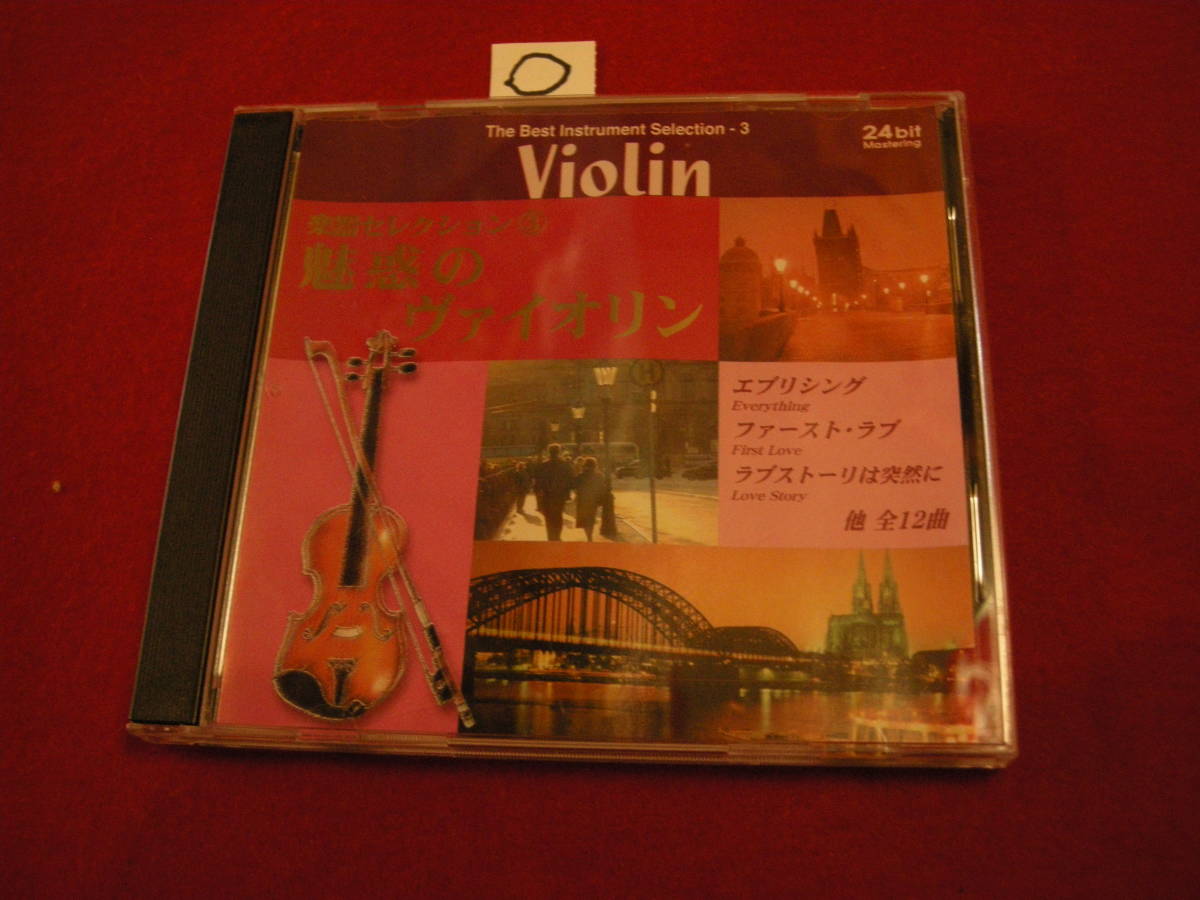 The Best Instrument Selection - 3
24bit
Mastering
Violin
楽器セレクション③
魅惑の
ヴァイオリン
エブリシング
Everything
ファースト・ラブ
First Love
ラブストーリは突然に
Love Story
他 全12曲